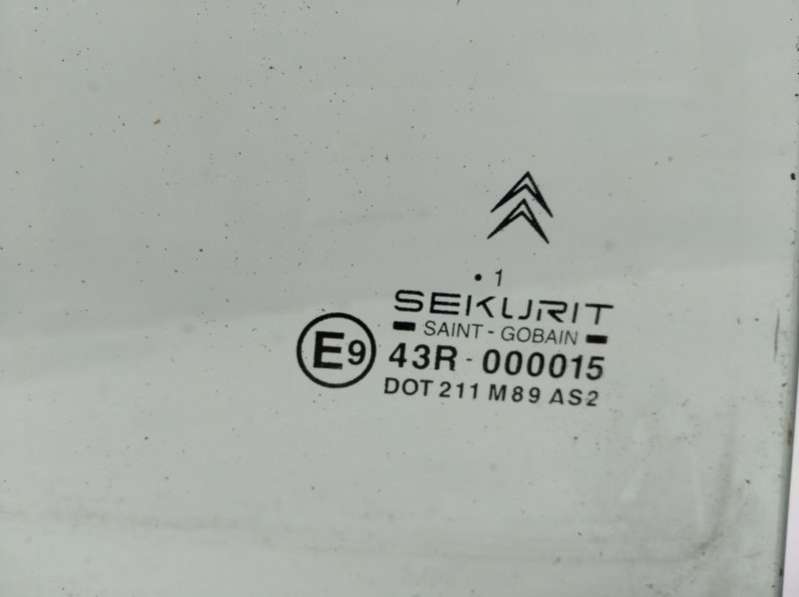 • 1
SEKURIT
SAINT-GOBAIN
E9 43R-000015
DOT 211 M89 AS2